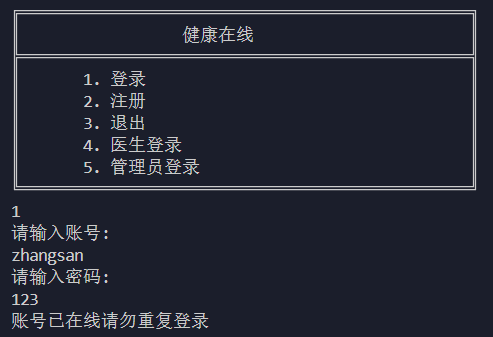 健康在线
1. 登录
2. 注册
3. 退出
4. 医生登录
5. 管理员登录
1
请输入账号:
zhangsan
请输入密码:
123
账号已在线请勿重复登录